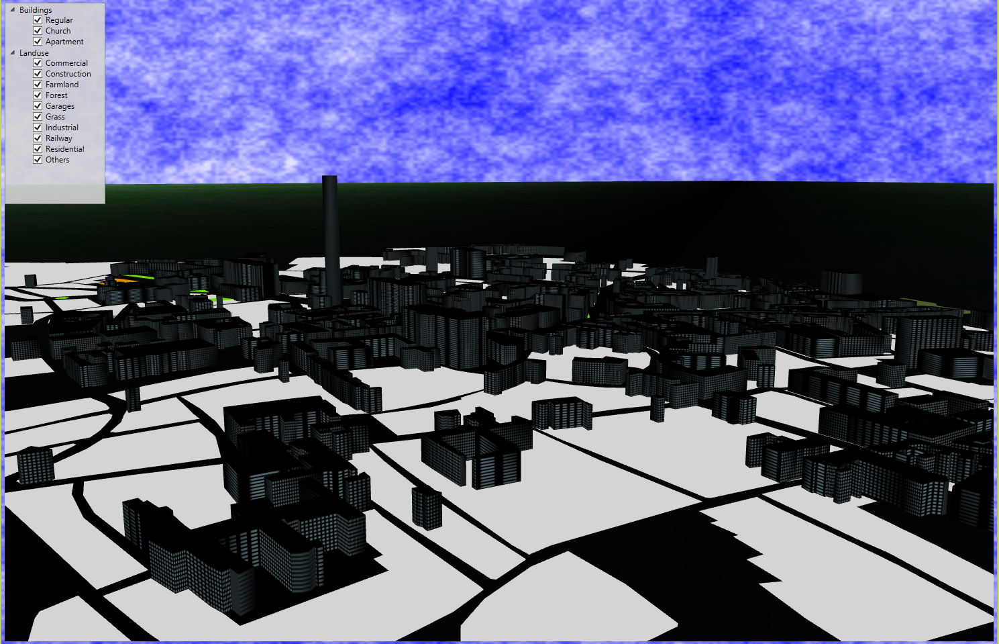 Buildings
Regular
Church
Apartment
Landuse
Commercial
Construction
Farmland
Forest
Garages
Grass
Industrial
Railway
Residential
Others